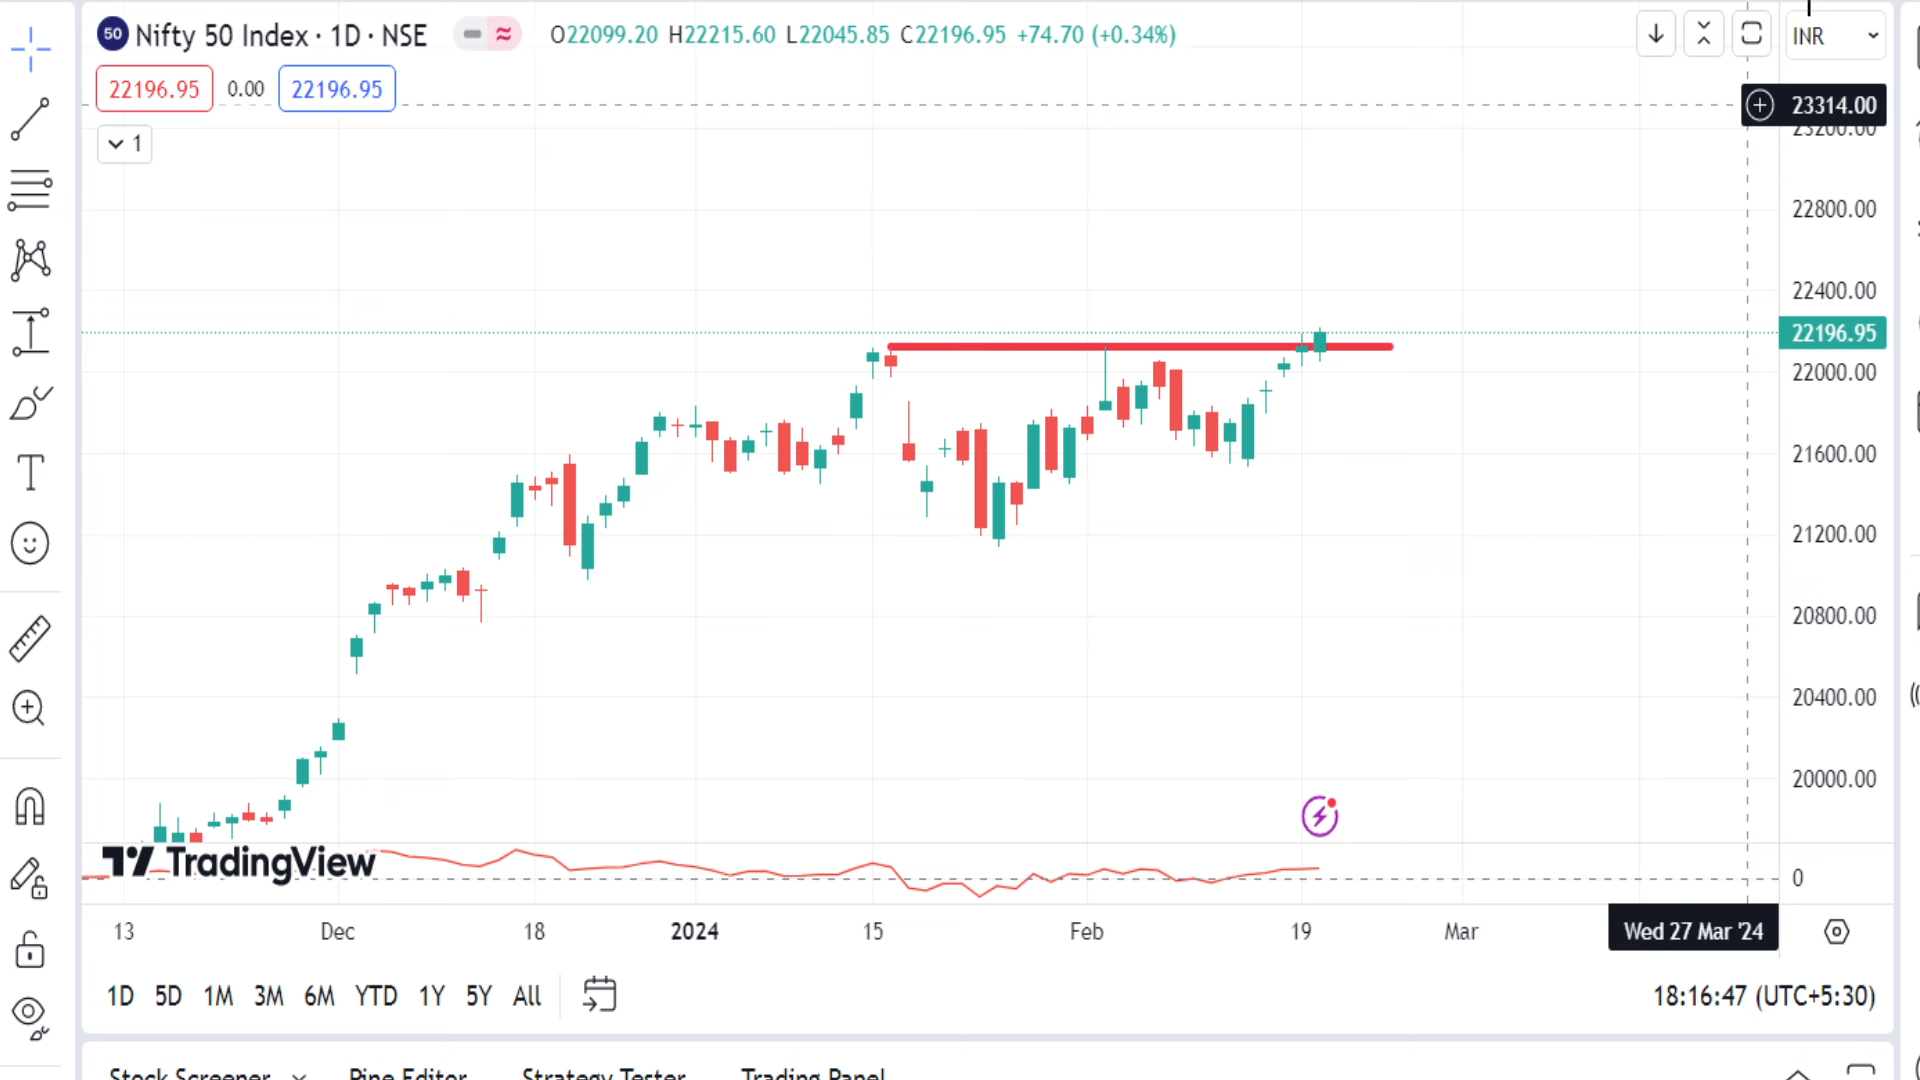 50 Nifty 50 Index · 1D · NSE O22099.20 H22215.60 L22045.85 C22196.95 +74.70 (+0.34%) INR
22196.95 0.00 22196.95
23314.00
23200.00
1
22800.00
22400.00
22196.95
22000.00
21600.00
21200.00
20800.00
20400.00
20000.00
TradingView
0
13 Dec 18 2024 15 Feb 19 Mar Wed 27 Mar '24
1D 5D 1M 3M 6M YTD 1Y 5Y All 18:16:47 (UTC+5:30)
Stock Screener Pine Editor Strategy Tester Trading Panel